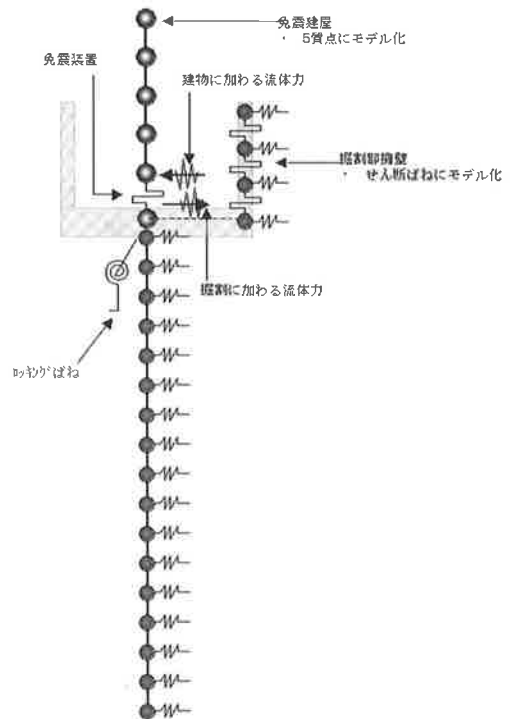 免震建屋
・ 5質点にモデル化
免震装置
建物に加わる流体力
掘割部擁壁
・ せん断ばねにモデル化
掘割に加わる流体力
ロッキングばね